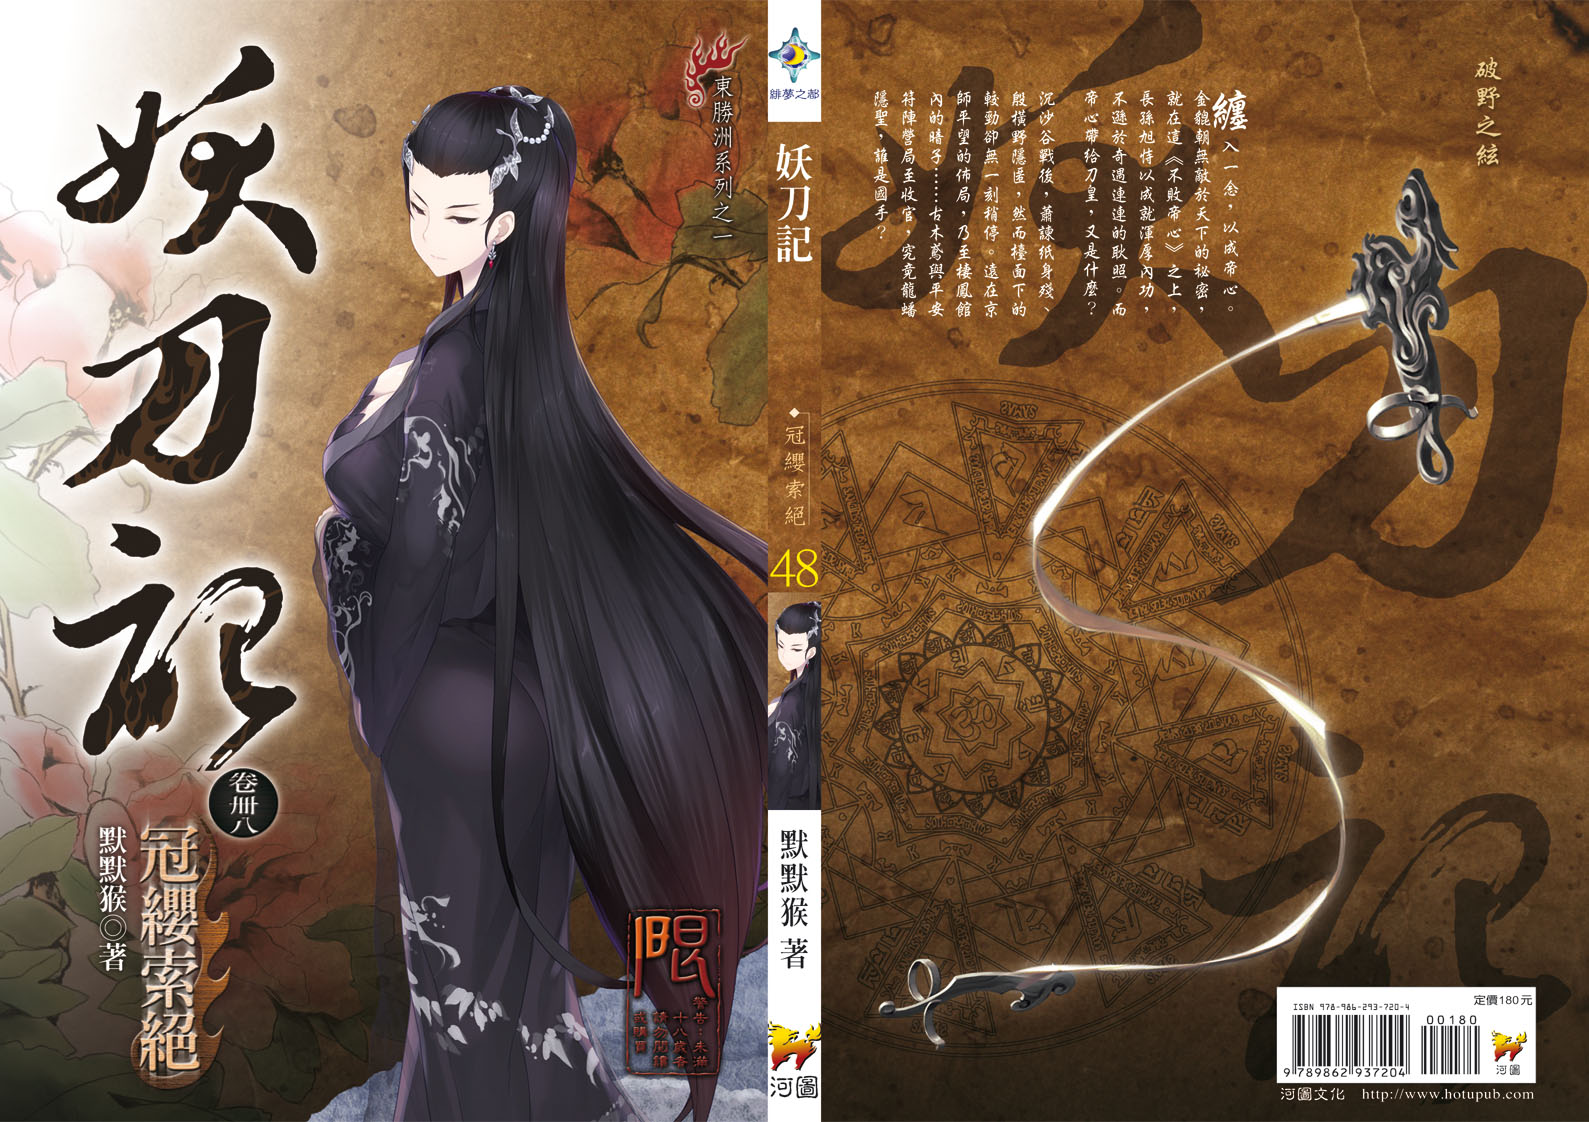 妖刀記
卷卌八
冠纓索絕
默默猴◎著
東勝洲系列之一
限
警告：未滿
十八歲者
請勿閱讀
或購買
緋夢之都
妖刀記
冠纓索絕
48
默默猴 著
河圖
破野之絃
纏入一念，以成帝心。
金貔朝無敵於天下的秘密，
就在這《不敗帝心》之上，
長孫旭恃以成就渾厚內功，
不遜於奇遇連連的耿照。而
帝心帶給刀皇，又是什麼？
沉沙谷戰後，蕭諫紙身殘、
殷橫野隱匿，然而檯面下的
較勁卻無一刻稍停。遠在京
師平望的佈局，乃至棲鳳館
內的暗子……古木鳶與平安
符陣營局至收官，究竟龍蟠
隱聖，誰是國手？
妖刀記
ISBN 978-986-293-720-4
定價180元
00180
9 789862 937204
河圖
河圖文化 http://www.hotupub.com